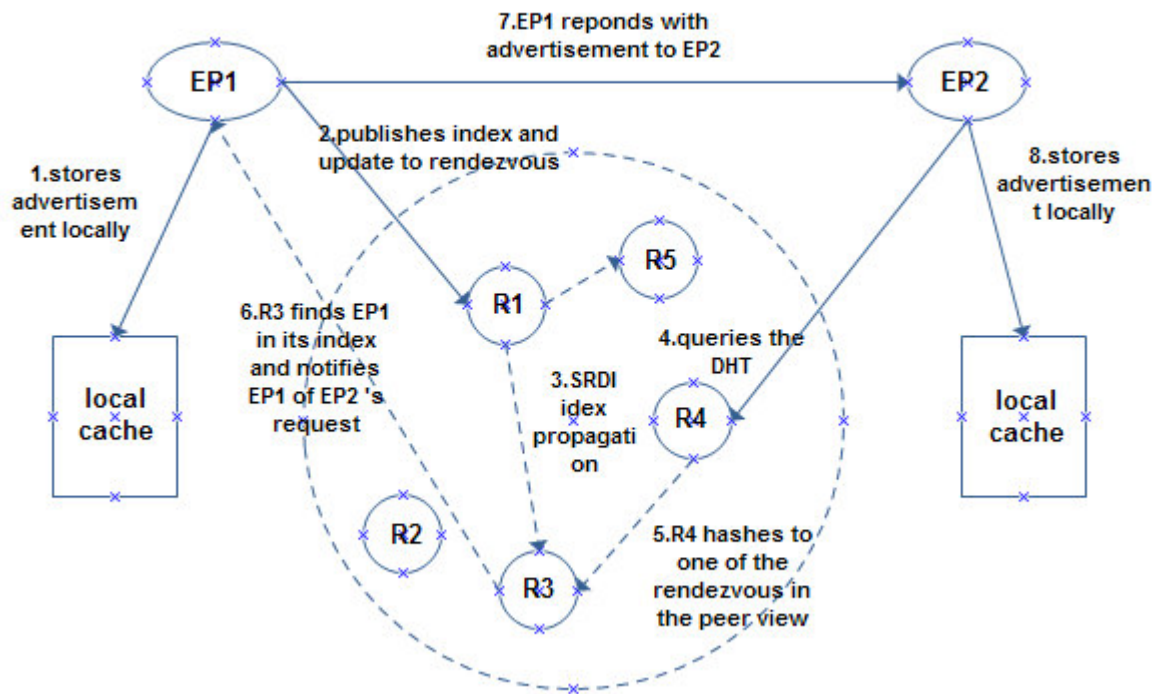 7.EP1 reponds with
advertisement to EP2
EP1
EP2
2.publishes index and
update to rendezvous
1.stores
advertisem
ent locally
8.stores
advertisemen
t locally
R5
R1
6.R3 finds EP1
in its index
and notifies
EP1 of EP2 's
request
4.queries the
DHT
3.SRDI
idex
propagati
on
R4
local
cache
local
cache
R2
R3
5.R4 hashes to
one of the
rendezvous in
the peer view